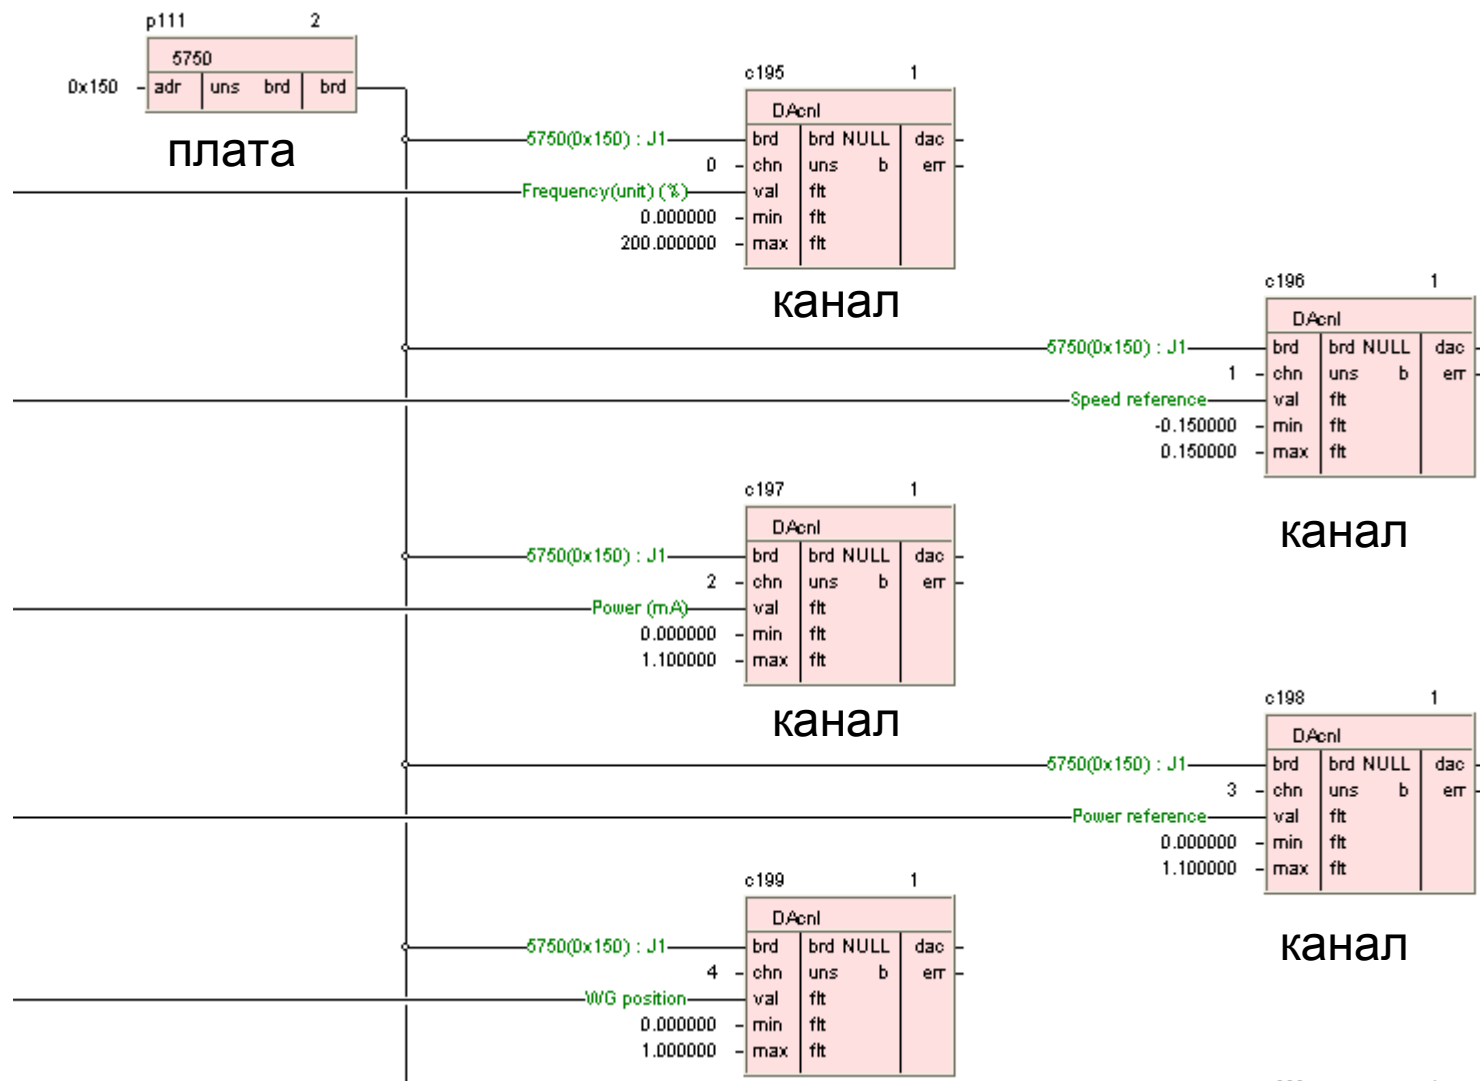 p111 2
5750
0x150 adr uns brd brd
плата
c195 1
DAcnl
5750(0x150) : J1 brd brd NULL dac
0 chn uns b err
Frequency(unit) (%) val flt
0.000000 min flt
200.000000 max flt
канал
c196 1
DAcnl
5750(0x150) : J1 brd brd NULL dac
1 chn uns b err
Speed reference val flt
-0.150000 min flt
0.150000 max flt
канал
c197 1
DAcnl
5750(0x150) : J1 brd brd NULL dac
2 chn uns b err
Power (mA) val flt
0.000000 min flt
1.100000 max flt
канал
c198 1
DAcnl
5750(0x150) : J1 brd brd NULL dac
3 chn uns b err
Power reference val flt
0.000000 min flt
1.100000 max flt
канал
c199 1
DAcnl
5750(0x150) : J1 brd brd NULL dac
4 chn uns b err
WG position val flt
0.000000 min flt
1.000000 max flt